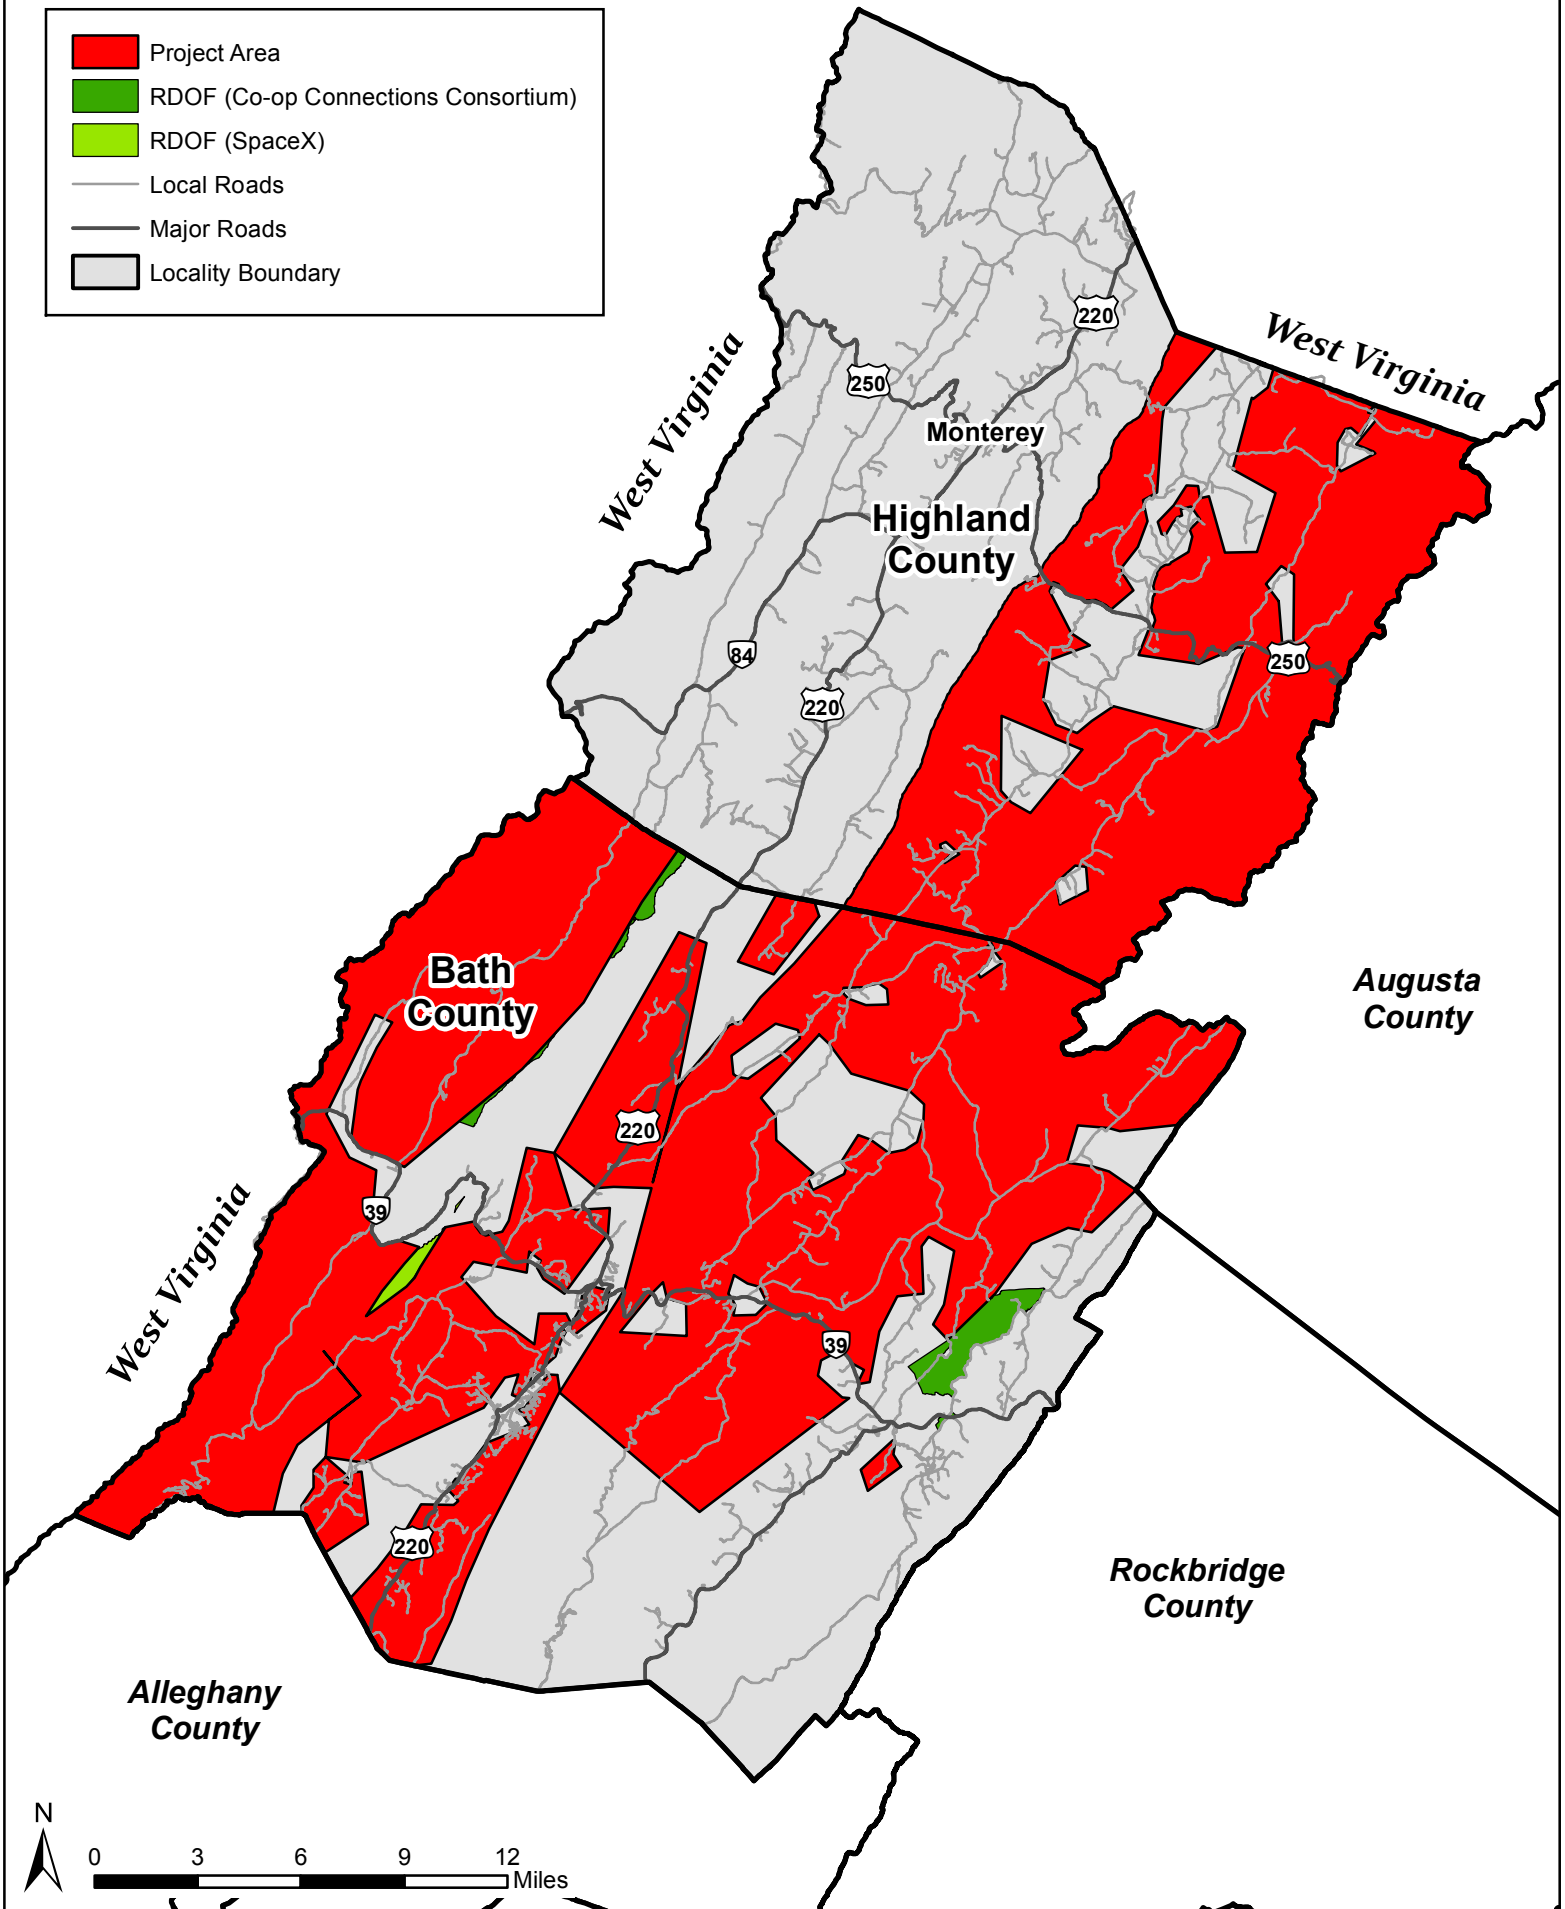 Project Area
RDOF (Co-op Connections Consortium)
RDOF (SpaceX)
Local Roads
Major Roads
Locality Boundary
220
West Virginia
West Virginia
250
Monterey
Highland
County
84
250
220
Bath
County
Augusta
County
220
39
West Virginia
39
220
Rockbridge
County
Alleghany
County
N
0 3 6 9 12
Miles